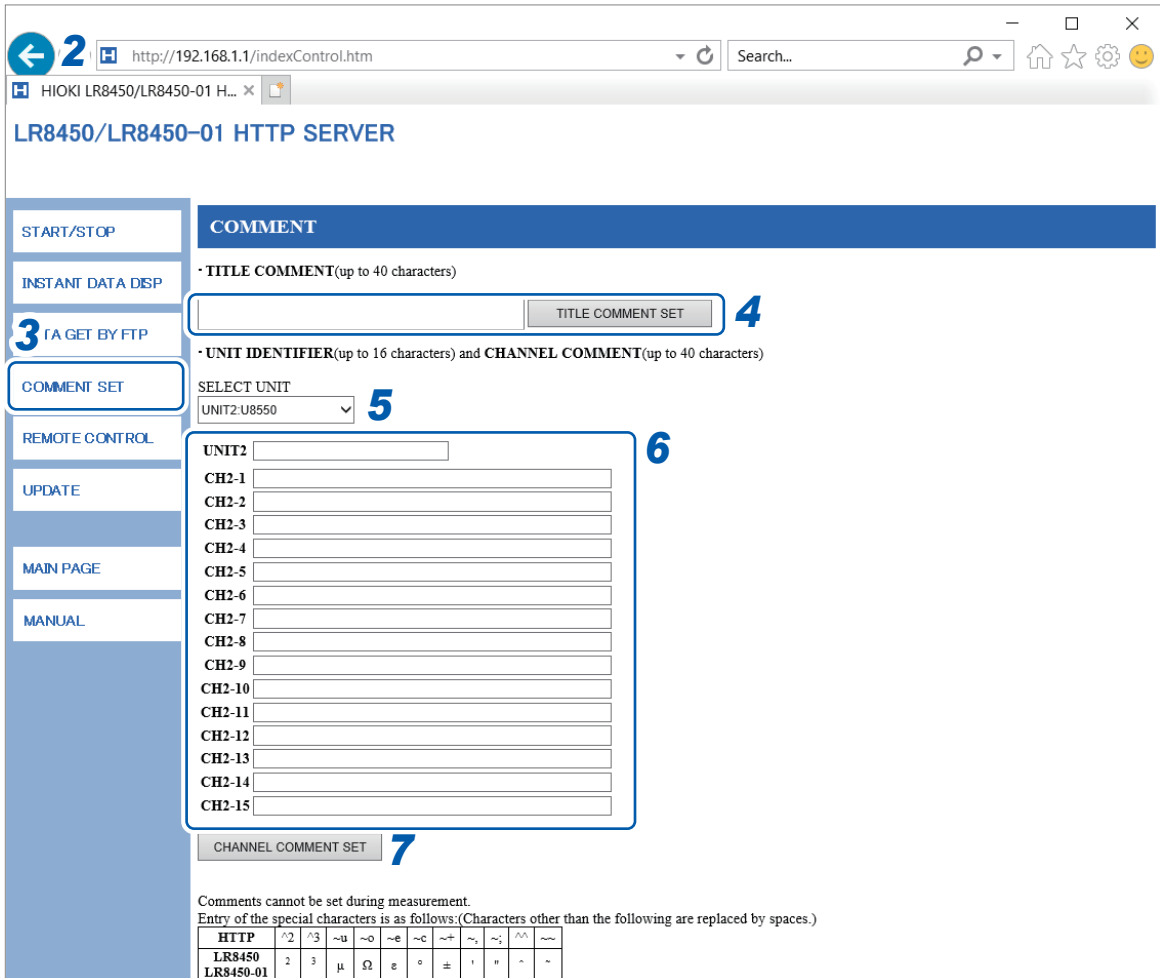 2 http://192.168.1.1/indexControl.htm Search...
HIOKI LR8450/LR8450-01 H...
LR8450/LR8450-01 HTTP SERVER
START/STOP
INSTANT DATA DISP
3 TA GET BY FTP
COMMENT SET
REMOTE CONTROL
UPDATE
MAIN PAGE
MANUAL
COMMENT
- TITLE COMMENT(up to 40 characters)
TITLE COMMENT SET 4
- UNIT IDENTIFIER(up to 16 characters) and CHANNEL COMMENT(up to 40 characters)
SELECT UNIT
UNIT2:U8550 5
6
UNIT2
CH2-1
CH2-2
CH2-3
CH2-4
CH2-5
CH2-6
CH2-7
CH2-8
CH2-9
CH2-10
CH2-11
CH2-12
CH2-13
CH2-14
CH2-15
CHANNEL COMMENT SET 7
Comments cannot be set during measurement.
Entry of the special characters is as follows:(Characters other than the following are replaced by spaces.)
HTTP ^2 ^3 ~u ~o ~e ~c ~+ ~, ~; ^^ ~~
LR8450 LR8450-01 ² ³ μ Ω ε ° ± ' " ^ ~